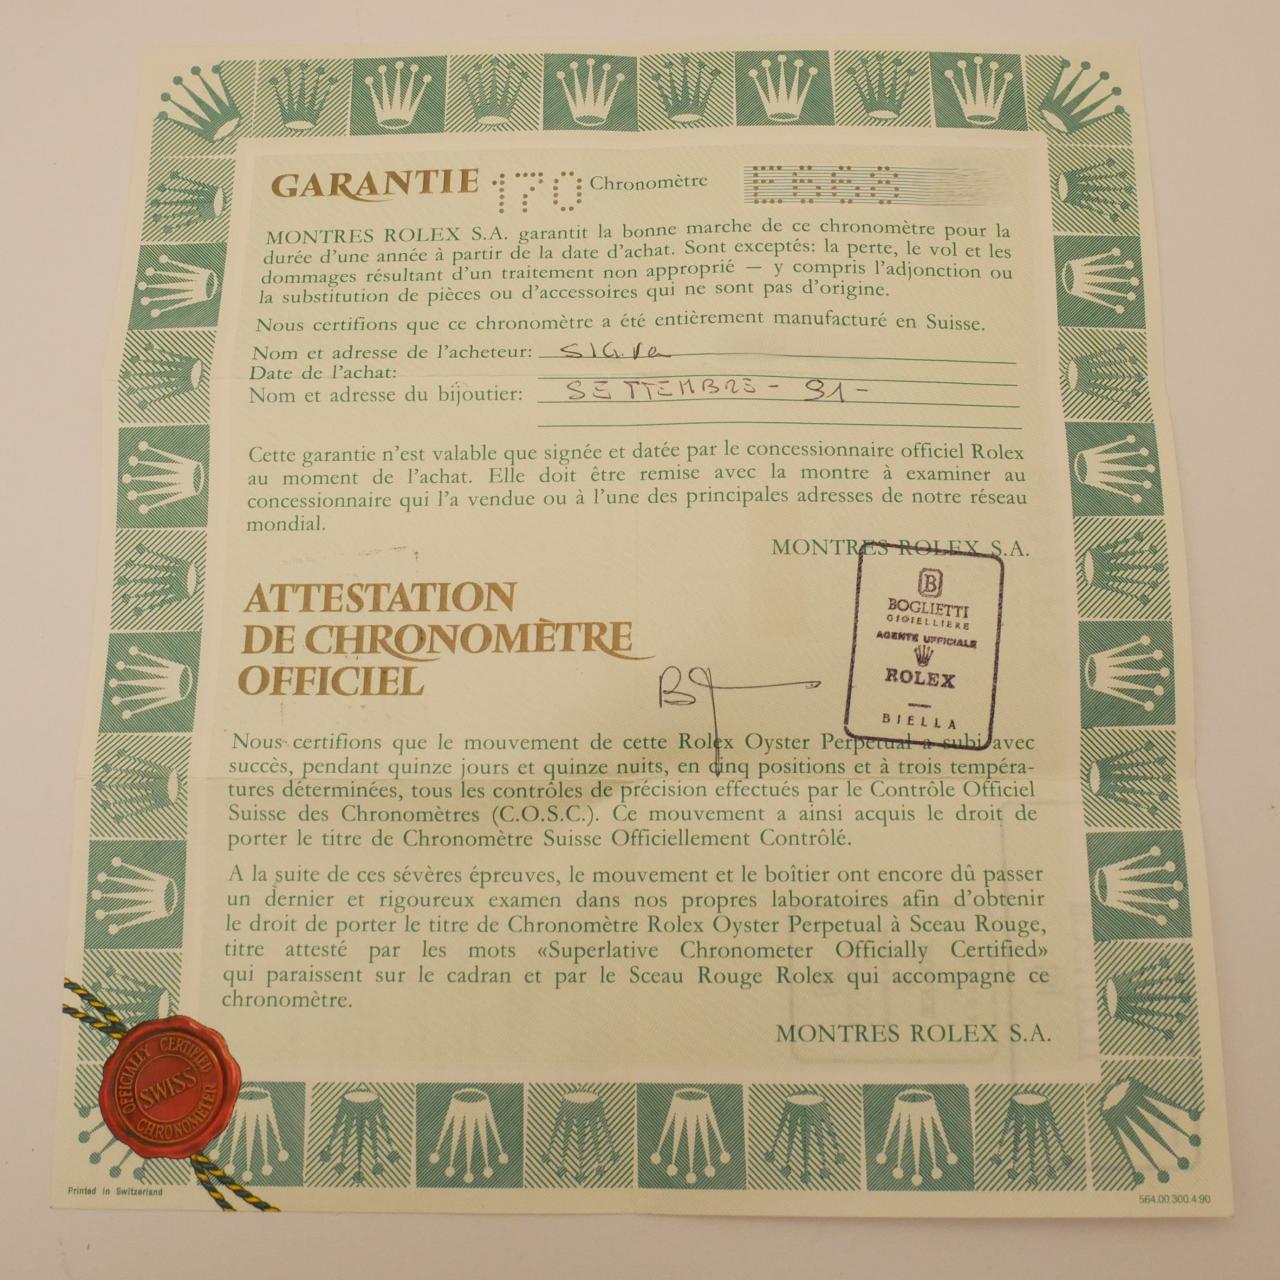 GARANTIE 170 Chronomètre E668
MONTRES ROLEX S.A. garantit la bonne marche de ce chronomètre pour la
durée d'une année à partir de la date d'achat. Sont exceptés: la perte, le vol et les
dommages résultant d'un traitement non approprié — y compris l'adjonction ou
la substitution de pièces ou d'accessoires qui ne sont pas d'origine.
Nous certifions que ce chronomètre a été entièrement manufacturé en Suisse.
Nom et adresse de l'acheteur: SIG.ra
Date de l'achat:
Nom et adresse du bijoutier: SETTEMBRE - 91 -
Cette garantie n'est valable que signée et datée par le concessionnaire officiel Rolex
au moment de l'achat. Elle doit être remise avec la montre à examiner au
concessionnaire qui l'a vendue ou à l'une des principales adresses de notre réseau
mondial.
MONTRES ROLEX S.A.
B
BOGLIETTI
GIOIELLIERE
AGENTE UFFICIALE
ROLEX
BIELLA
ATTESTATION
DE CHRONOMÈTRE
OFFICIEL
Nous certifions que le mouvement de cette Rolex Oyster Perpetual a subi avec
succès, pendant quinze jours et quinze nuits, en cinq positions et à trois tempéra-
tures déterminées, tous les contrôles de précision effectués par le Contrôle Officiel
Suisse des Chronomètres (C.O.S.C.). Ce mouvement a ainsi acquis le droit de
porter le titre de Chronomètre Suisse Officiellement Contrôlé.
A la suite de ces sévères épreuves, le mouvement et le boîtier ont encore dû passer
un dernier et rigoureux examen dans nos propres laboratoires afin d'obtenir
le droit de porter le titre de Chronomètre Rolex Oyster Perpetual à Sceau Rouge,
titre attesté par les mots «Superlative Chronometer Officially Certified»
qui paraissent sur le cadran et par le Sceau Rouge Rolex qui accompagne ce
chronomètre.
MONTRES ROLEX S.A.
OFFICIALLY CERTIFIED
SWISS
CHRONOMETER
Printed in Switzerland
564.00.300.4.90